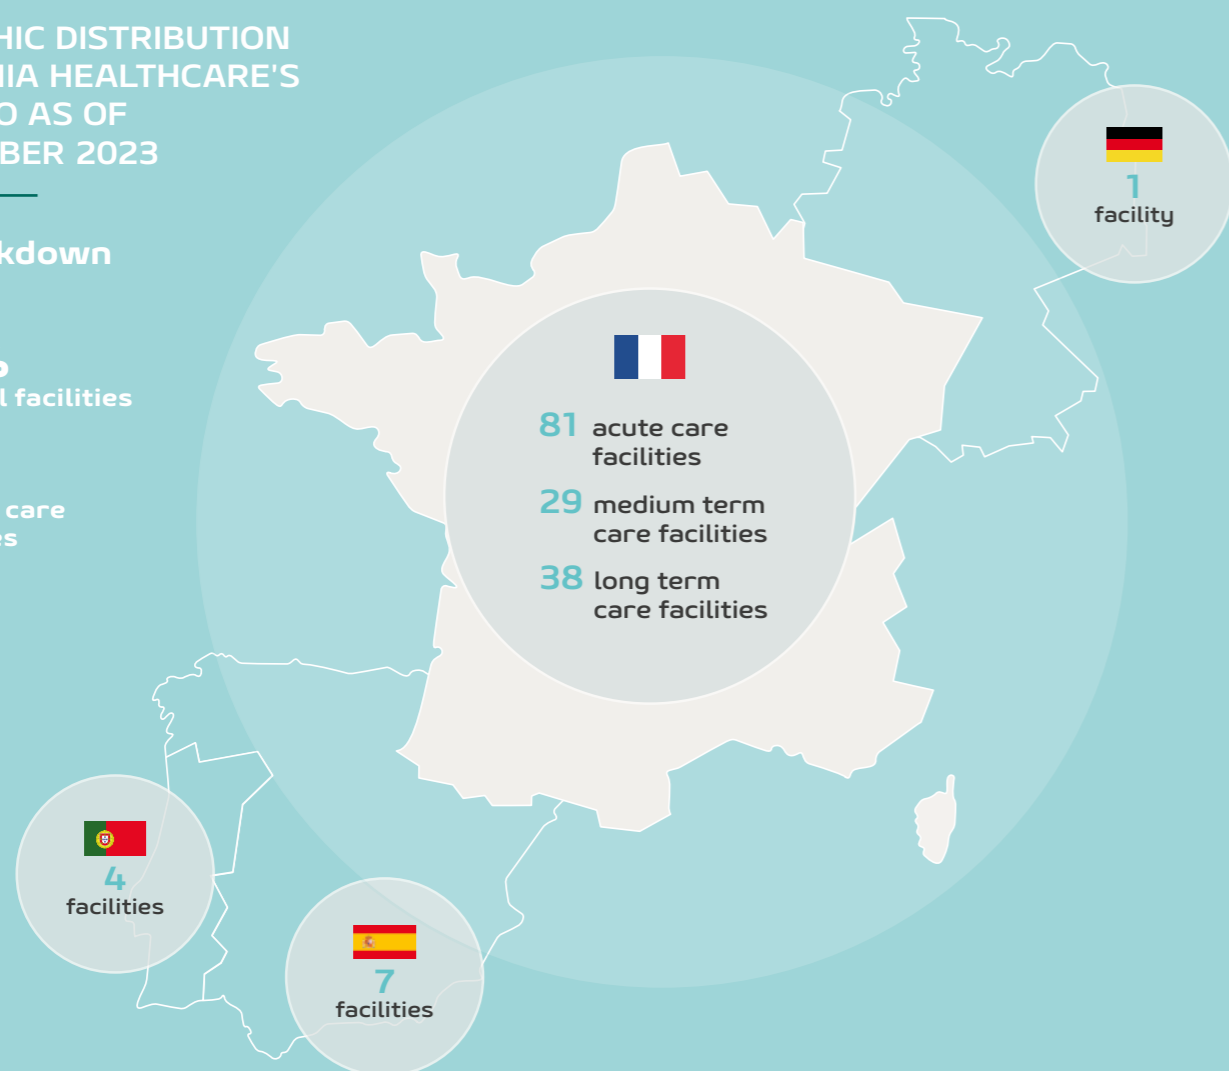 HIC DISTRIBUTION
NIA HEALTHCARE'S
O AS OF
BER 2023
kdown
l facilities
care
es
1
facility
81 acute care
facilities
29 medium term
care facilities
38 long term
care facilities
4
facilities
7
facilities